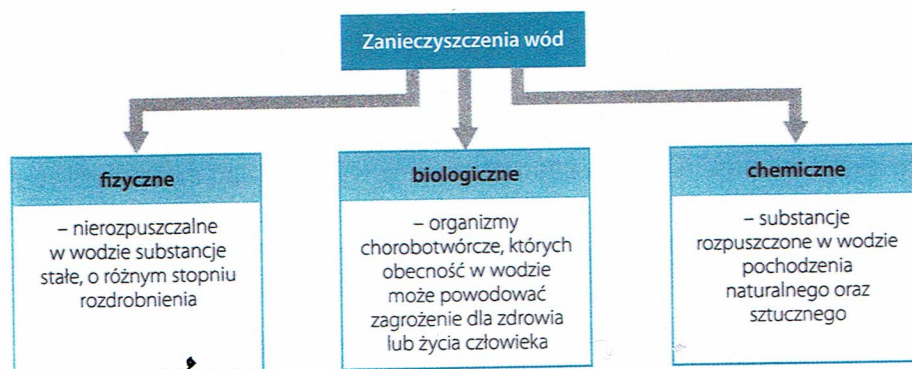 Zanieczyszczenia wód
fizyczne
– nierozpuszczalne
w wodzie substancje
stałe, o różnym stopniu
rozdrobnienia
biologiczne
– organizmy
chorobotwórcze, których
obecność w wodzie
może powodować
zagrożenie dla zdrowia
lub życia człowieka
chemiczne
– substancje
rozpuszczone w wodzie
pochodzenia
naturalnego oraz
sztucznego